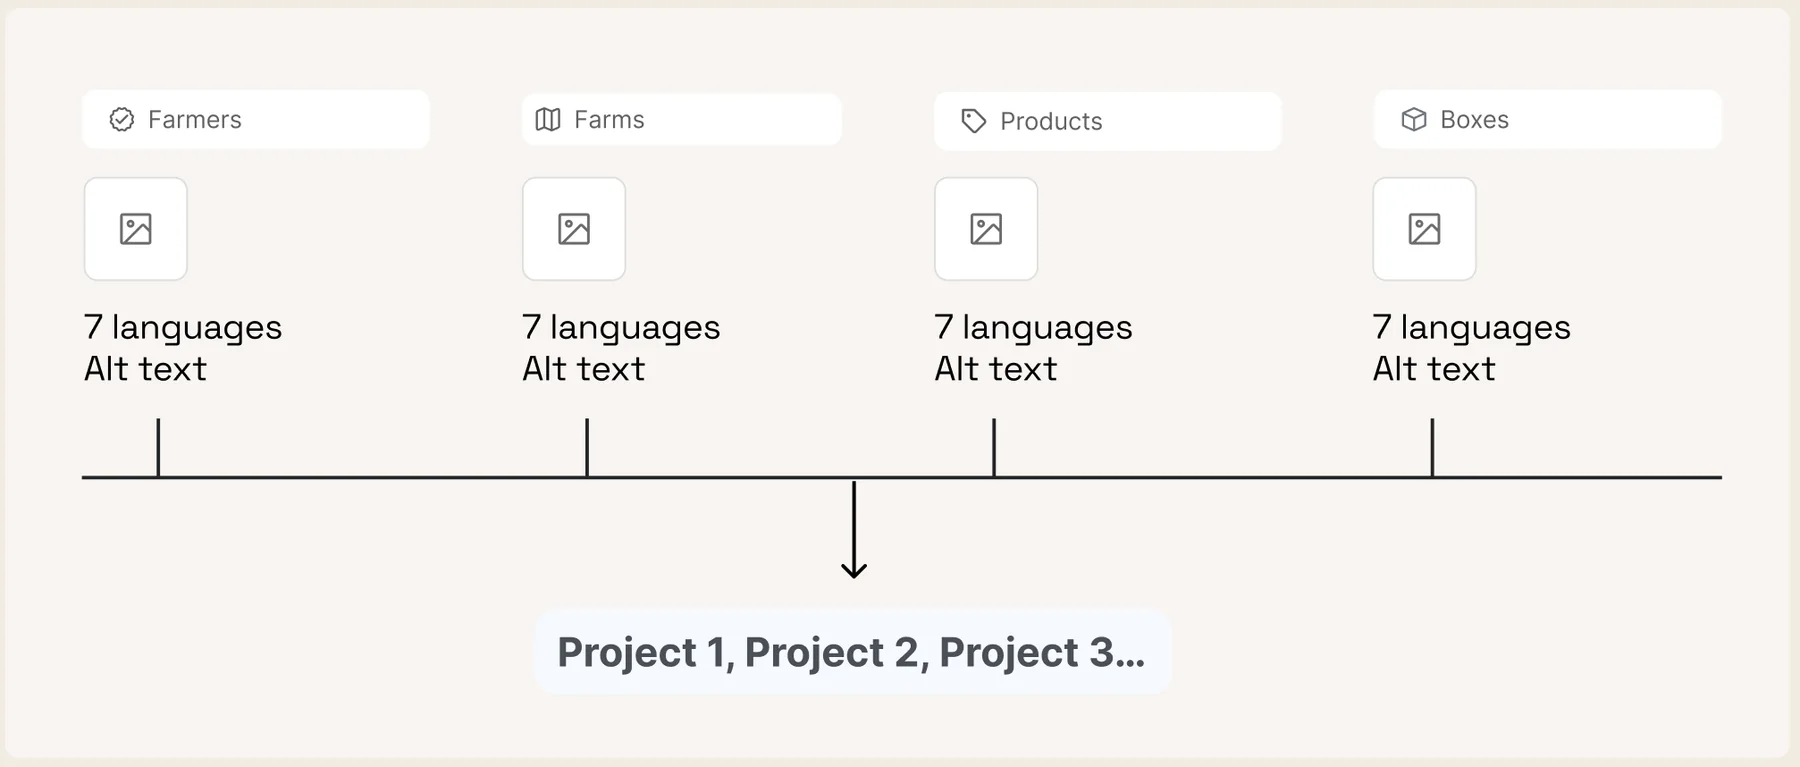 Farmers
Farms
Products
Boxes
7 languages
Alt text
7 languages
Alt text
7 languages
Alt text
7 languages
Alt text
Project 1, Project 2, Project 3...